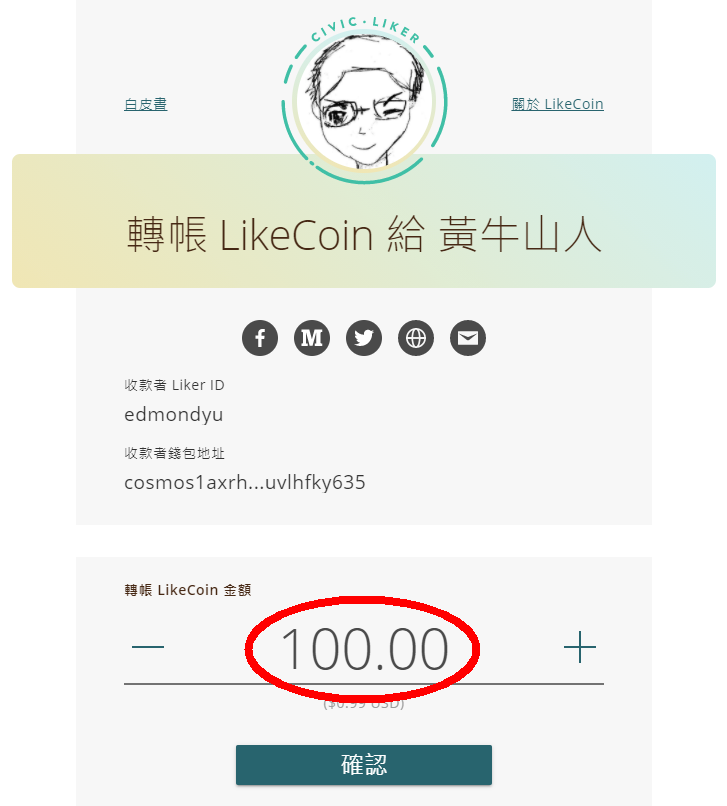 CIVIC · LIKER
白皮書
關於 LikeCoin
轉帳 LikeCoin 給 黃牛山人
收款者 Liker ID
edmondyu
收款者錢包地址
cosmos1axrh...uvlhfky635
轉帳 LikeCoin 金額
100.00
($0.99 USD)
確認